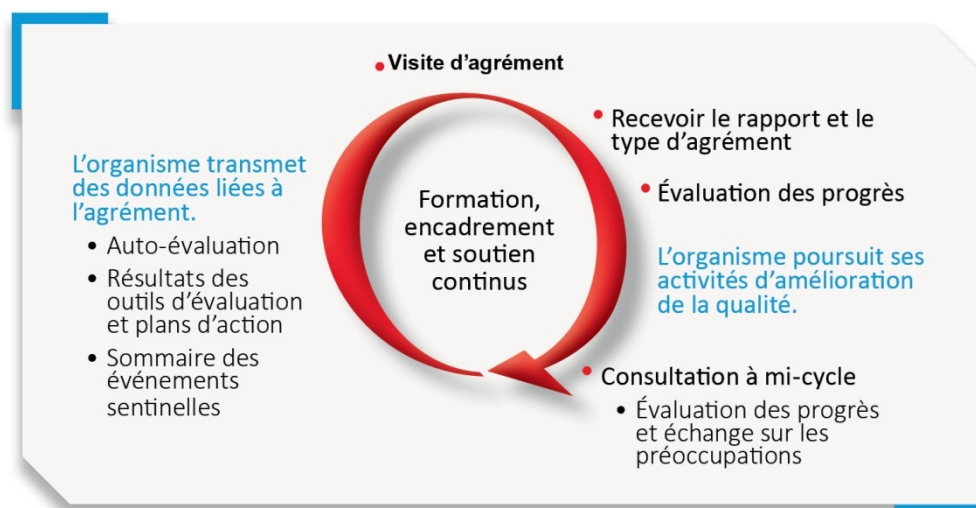 • Visite d’agrément
• Recevoir le rapport et le
type d’agrément
• Évaluation des progrès
L’organisme poursuit ses
activités d’amélioration
de la qualité.
• Consultation à mi-cycle
• Évaluation des progrès
et échange sur les
préoccupations
L’organisme transmet
des données liées à
l’agrément.
• Auto-évaluation
• Résultats des
outils d’évaluation
et plans d’action
• Sommaire des
événements
sentinelles
Formation,
encadrement
et soutien
continus